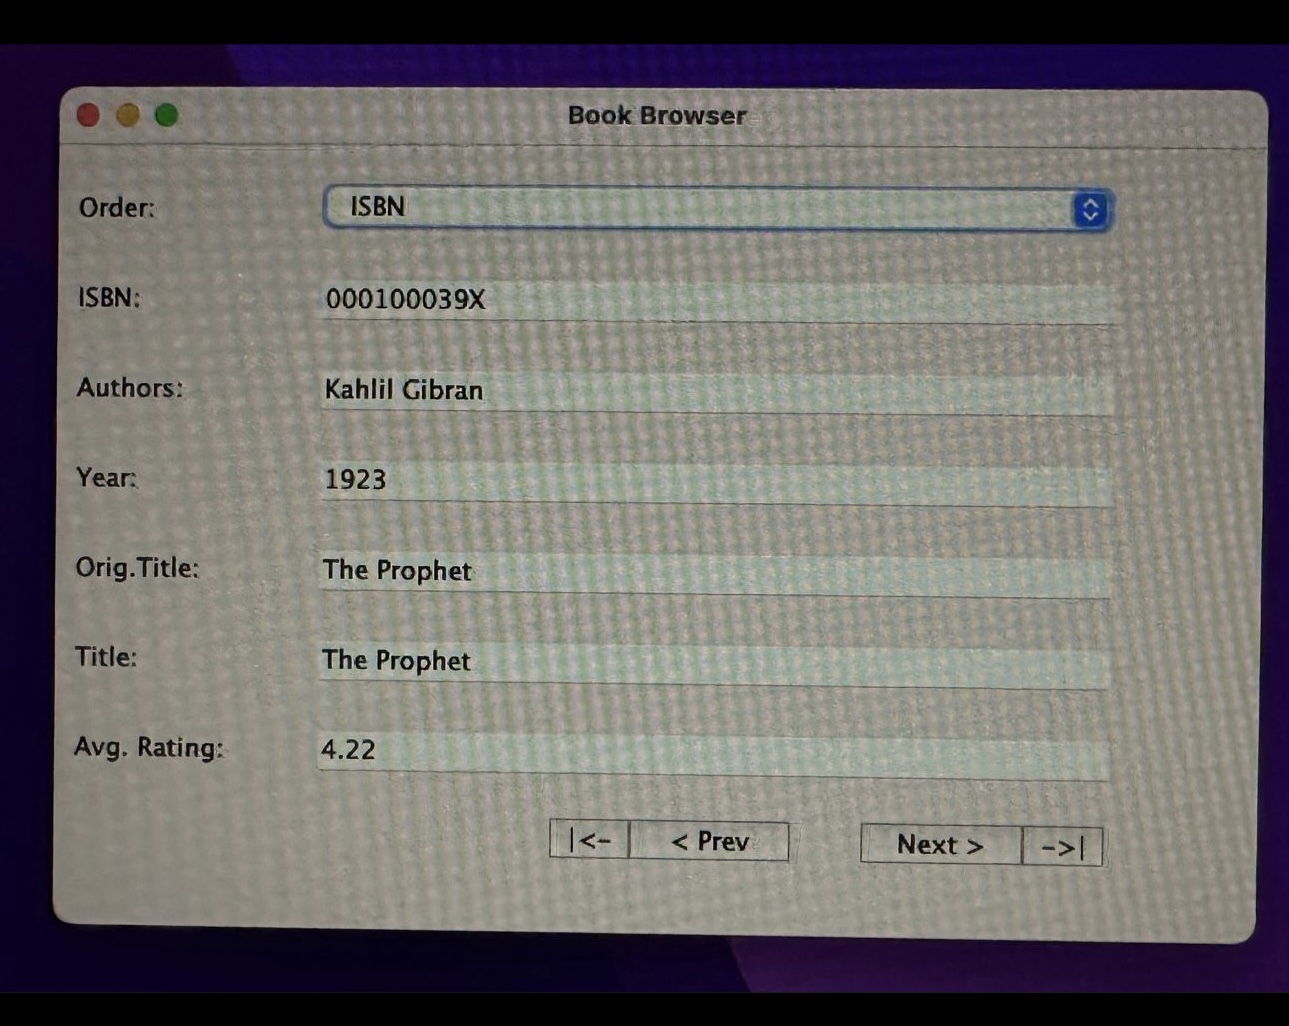 Book Browser
Order: ISBN
ISBN: 000100039X
Authors: Kahlil Gibran
Year: 1923
Orig.Title: The Prophet
Title: The Prophet
Avg. Rating: 4.22
|<- < Prev Next > ->|